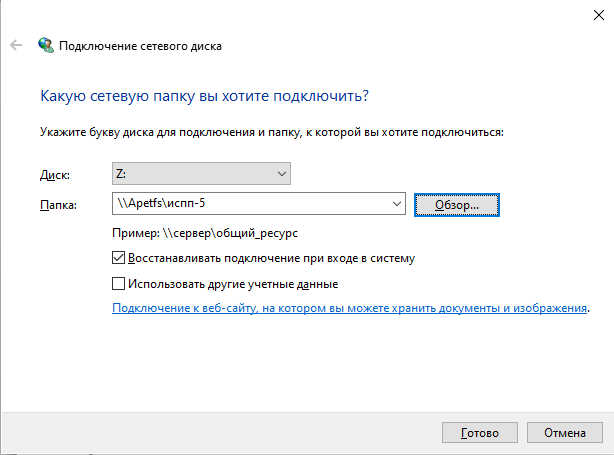 Подключение сетевого диска
Какую сетевую папку вы хотите подключить?
Укажите букву диска для подключения и папку, к которой вы хотите подключиться:
Диск: Z:
Папка: \\Apetfs\испп-5 Обзор...
Пример: \\сервер\общий_ресурс
Восстанавливать подключение при входе в систему
Использовать другие учетные данные
Подключение к веб-сайту, на котором вы можете хранить документы и изображения.
Готово Отмена